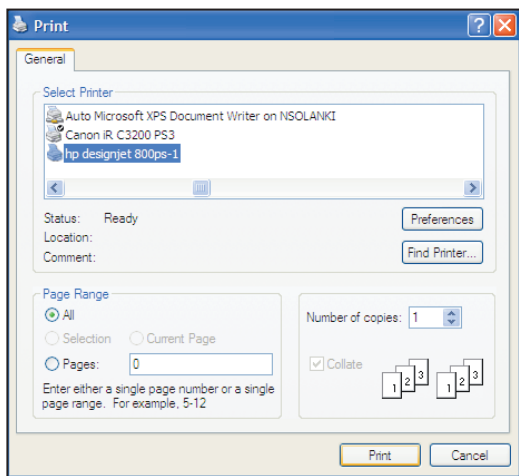 Print
General
Select Printer
Auto Microsoft XPS Document Writer on NSOLANKI
Canon iR C3200 PS3
hp designjet 800ps-1
Status: Ready
Preferences
Location:
Comment:
Find Printer...
Page Range
All
Selection
Current Page
Pages: 0
Enter either a single page number or a single
page range. For example, 5-12
Number of copies: 1
Collate
1 2 3 1 2 3
Print
Cancel